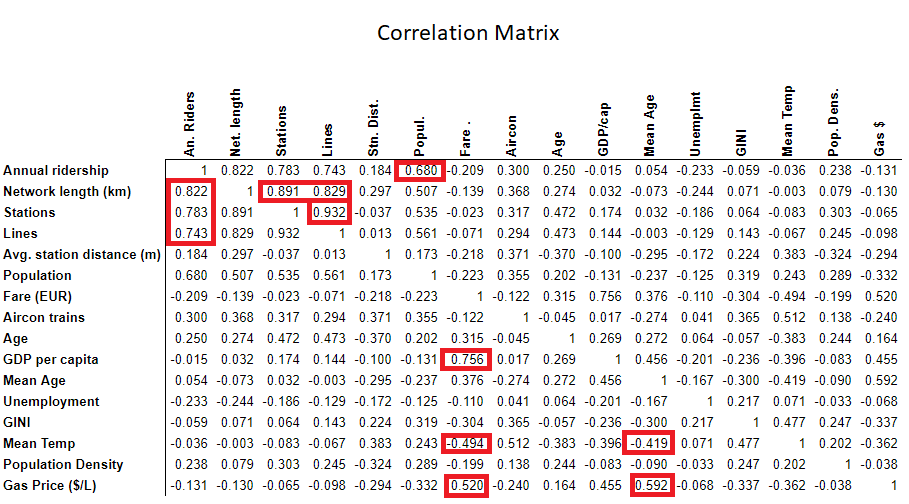 Correlation Matrix
An. Riders Net. length Stations Lines Stn. Dist. Popul. Fare . Aircon Age GDP/cap Mean Age Unemplmt GINI Mean Temp Pop. Dens. Gas $
Annual ridership 1 0.822 0.783 0.743 0.184 0.680 -0.209 0.300 0.250 -0.015 0.054 -0.233 -0.059 -0.036 0.238 -0.131
Network length (km) 0.822 1 0.891 0.829 0.297 0.507 -0.139 0.368 0.274 0.032 -0.073 -0.244 0.071 -0.003 0.079 -0.130
Stations 0.783 0.891 1 0.932 -0.037 0.535 -0.023 0.317 0.472 0.174 0.032 -0.186 0.064 -0.083 0.303 -0.065
Lines 0.743 0.829 0.932 1 0.013 0.561 -0.071 0.294 0.473 0.144 -0.003 -0.129 0.143 -0.067 0.245 -0.098
Avg. station distance (m) 0.184 0.297 -0.037 0.013 1 0.173 -0.218 0.371 -0.370 -0.100 -0.295 -0.172 0.224 0.383 -0.324 -0.294
Population 0.680 0.507 0.535 0.561 0.173 1 -0.223 0.355 0.202 -0.131 -0.237 -0.125 0.319 0.243 0.289 -0.332
Fare (EUR) -0.209 -0.139 -0.023 -0.071 -0.218 -0.223 1 -0.122 0.315 0.756 0.376 -0.110 -0.304 -0.494 -0.199 0.520
Aircon trains 0.300 0.368 0.317 0.294 0.371 0.355 -0.122 1 -0.045 0.017 -0.274 0.041 0.365 0.512 0.138 -0.240
Age 0.250 0.274 0.472 0.473 -0.370 0.202 0.315 -0.045 1 0.269 0.272 0.064 -0.057 -0.383 0.244 0.164
GDP per capita -0.015 0.032 0.174 0.144 -0.100 -0.131 0.756 0.017 0.269 1 0.456 -0.201 -0.236 -0.396 -0.083 0.455
Mean Age 0.054 -0.073 0.032 -0.003 -0.295 -0.237 0.376 -0.274 0.272 0.456 1 -0.167 -0.300 -0.419 -0.090 0.592
Unemployment -0.233 -0.244 -0.186 -0.129 -0.172 -0.125 -0.110 0.041 0.064 -0.201 -0.167 1 0.217 0.071 -0.033 -0.068
GINI -0.059 0.071 0.064 0.143 0.224 0.319 -0.304 0.365 -0.057 -0.236 -0.300 0.217 1 0.477 0.247 -0.337
Mean Temp -0.036 -0.003 -0.083 -0.067 0.383 0.243 -0.494 0.512 -0.383 -0.396 -0.419 0.071 0.477 1 0.202 -0.362
Population Density 0.238 0.079 0.303 0.245 -0.324 0.289 -0.199 0.138 0.244 -0.083 -0.090 -0.033 0.247 0.202 1 -0.038
Gas Price ($/L) -0.131 -0.130 -0.065 -0.098 -0.294 -0.332 0.520 -0.240 0.164 0.455 0.592 -0.068 -0.337 -0.362 -0.038 1